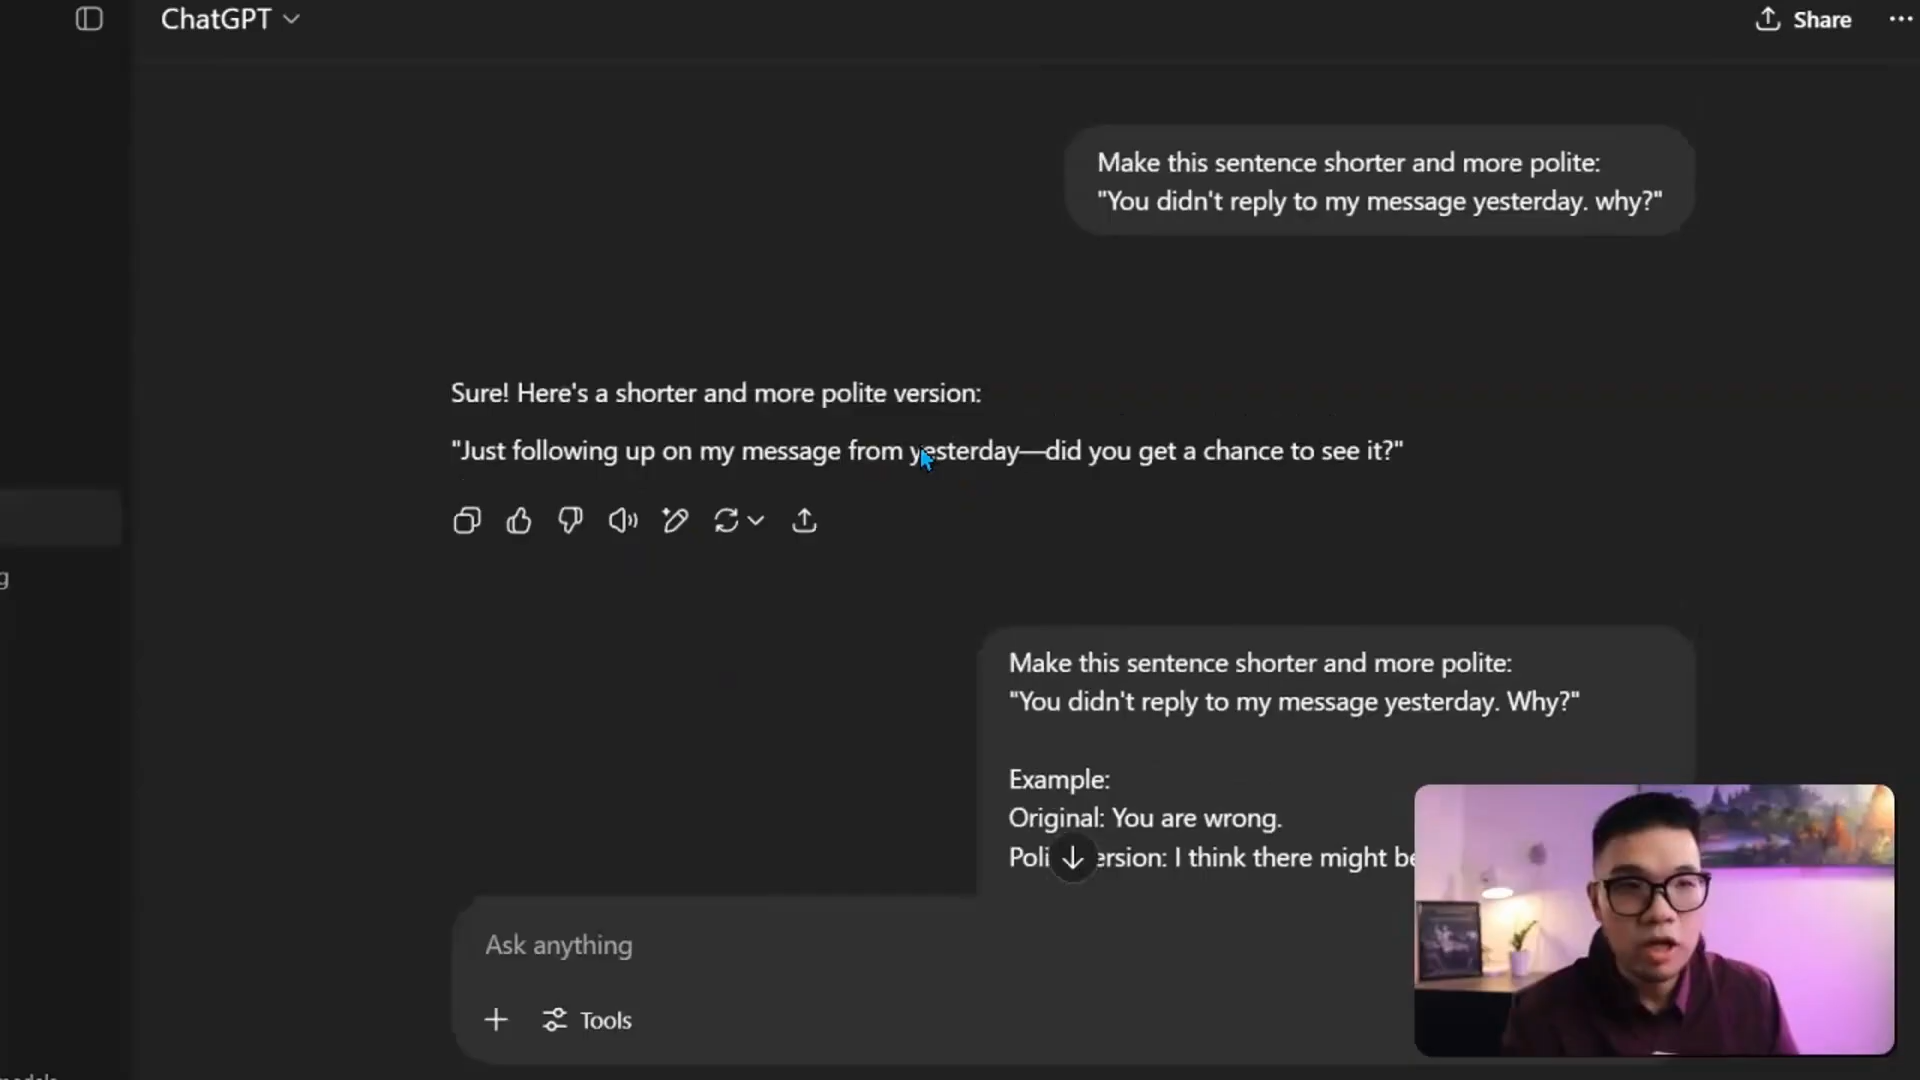 ChatGPT
Share
Make this sentence shorter and more polite:
"You didn't reply to my message yesterday. why?"
Sure! Here's a shorter and more polite version:
"Just following up on my message from yesterday—did you get a chance to see it?"
Make this sentence shorter and more polite:
"You didn't reply to my message yesterday. Why?"
Example:
Original: You are wrong.
version: I think there might be
Ask anything
Tools